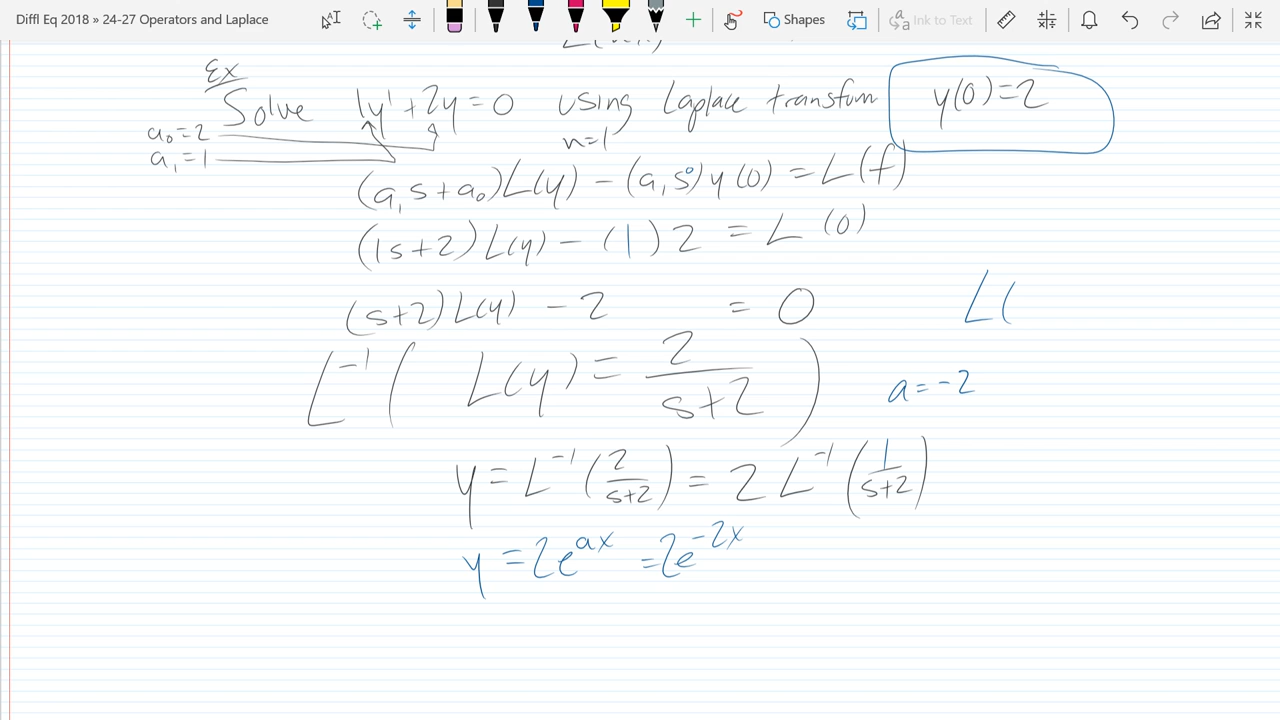 Diffl Eq 2018 » 24-27 Operators and Laplace
Shapes
Ink to Text
Ex
Solve 1y' + 2y = 0 using Laplace transform y(0)=2
a₀=2
n=1
a₁=1
(a₁s+a₀)L(y) - (a₁s⁰)y(0) = L(f)
(1s+2)L(y) - (1)2 = L(0)
(s+2)L(y) - 2 = 0
L(
L⁻¹( L(y) = 2/(s+2) )
a=-2
y = L⁻¹(2/(s+2)) = 2 L⁻¹(1/(s+2))
y = 2e^(ax) = 2e^(-2x)